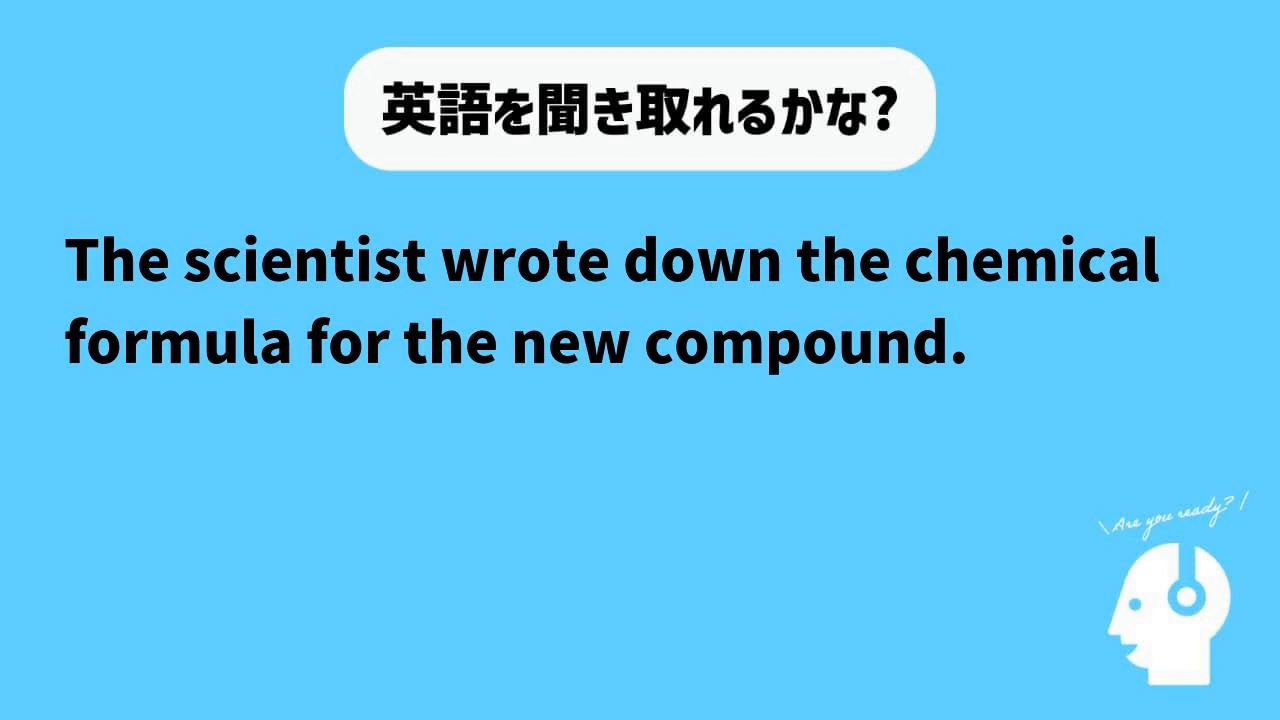 英語を聞き取れるかな?
The scientist wrote down the chemical
formula for the new compound.
\ Are you ready? /